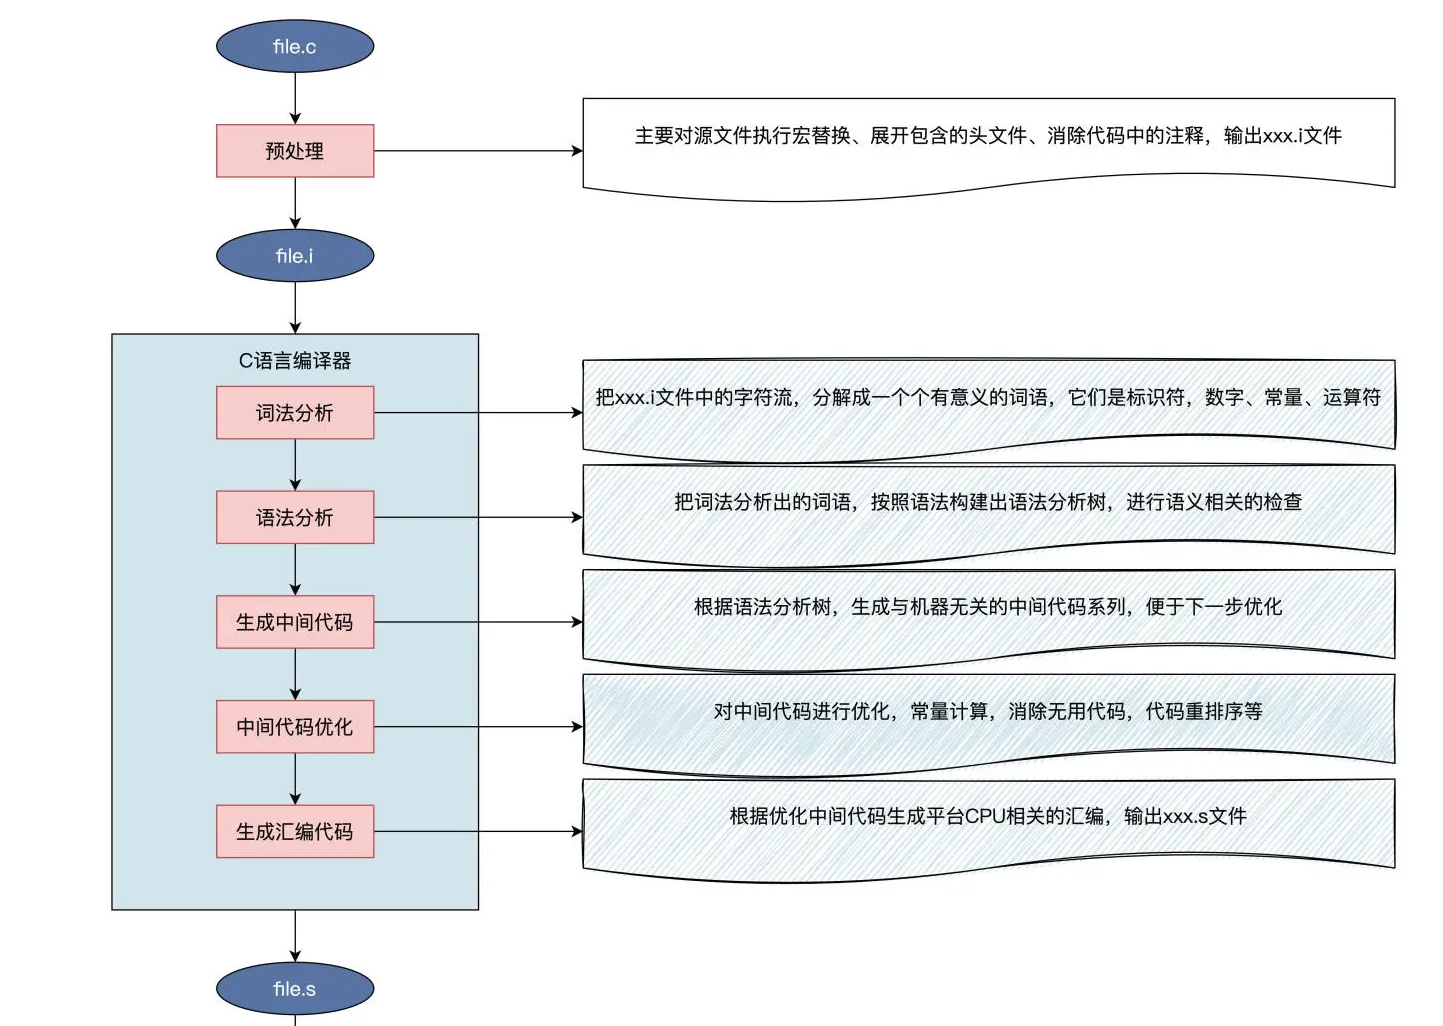 file.c
预处理
主要对源文件执行宏替换、展开包含的头文件、消除代码中的注释，输出xxx.i文件
file.i
C语言编译器
词法分析
把xxx.i文件中的字符流，分解成一个个有意义的词语，它们是标识符，数字、常量、运算符
语法分析
把词法分析出的词语，按照语法构建出语法分析树，进行语义相关的检查
生成中间代码
根据语法分析树，生成与机器无关的中间代码系列，便于下一步优化
中间代码优化
对中间代码进行优化，常量计算，消除无用代码，代码重排序等
生成汇编代码
根据优化中间代码生成平台CPU相关的汇编，输出xxx.s文件
file.s